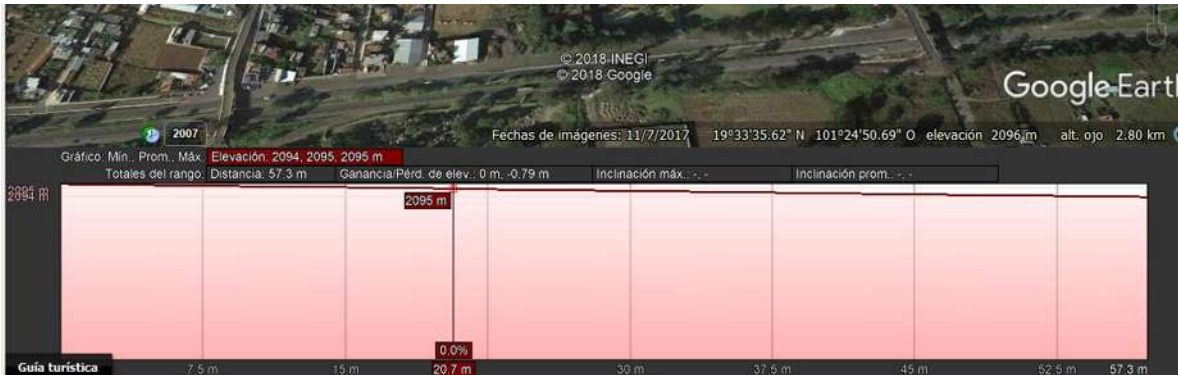 © 2018 INEGI
© 2018 Google
Google Earth
2007
Fechas de imágenes: 11/7/2017 19°33'35.62" N 101°24'50.69" O elevación 2096 m alt. ojo 2.80 km
Gráfico: Mín., Prom., Máx. Elevación: 2094, 2095, 2095 m
Totales del rango: Distancia: 57.3 m Ganancia/Pérd. de elev.: 0 m, -0.79 m Inclinación máx.: -, - Inclinación prom.: -, -
2095 m
2094 m
2095 m
0.0%
Guía turística 7.5 m 15 m 20.7 m 30 m 37.5 m 45 m 52.5 m 57.3 m